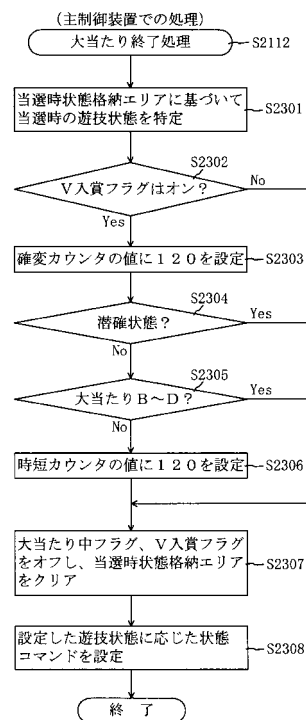 (主制御装置での処理)
大当たり終了処理
S2112
当選時状態格納エリアに基づいて
当選時の遊技状態を特定
S2301
S2302
V入賞フラグはオン?
No
Yes
確変カウンタの値に120を設定
S2303
S2304
潜確状態?
Yes
No
S2305
大当たりB~D?
Yes
No
時短カウンタの値に120を設定
S2306
大当たり中フラグ、V入賞フラグ
をオフし、当選時状態格納エリア
をクリア
S2307
設定した遊技状態に応じた状態
コマンドを設定
S2308
終了